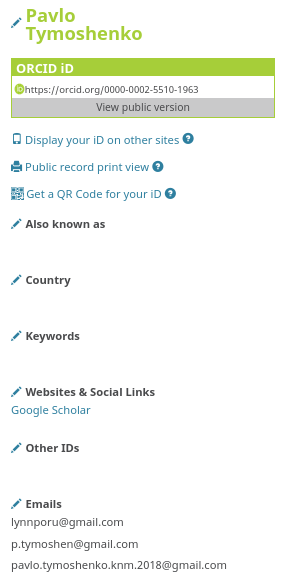 Pavlo
Tymoshenko
ORCID iD
iD https://orcid.org/0000-0002-5510-1963
View public version
Display your iD on other sites ?
Public record print view ?
Get a QR Code for your iD ?
Also known as
Country
Keywords
Websites & Social Links
Google Scholar
Other IDs
Emails
lynnporu@gmail.com
p.tymoshen@gmail.com
pavlo.tymoshenko.knm.2018@gmail.com